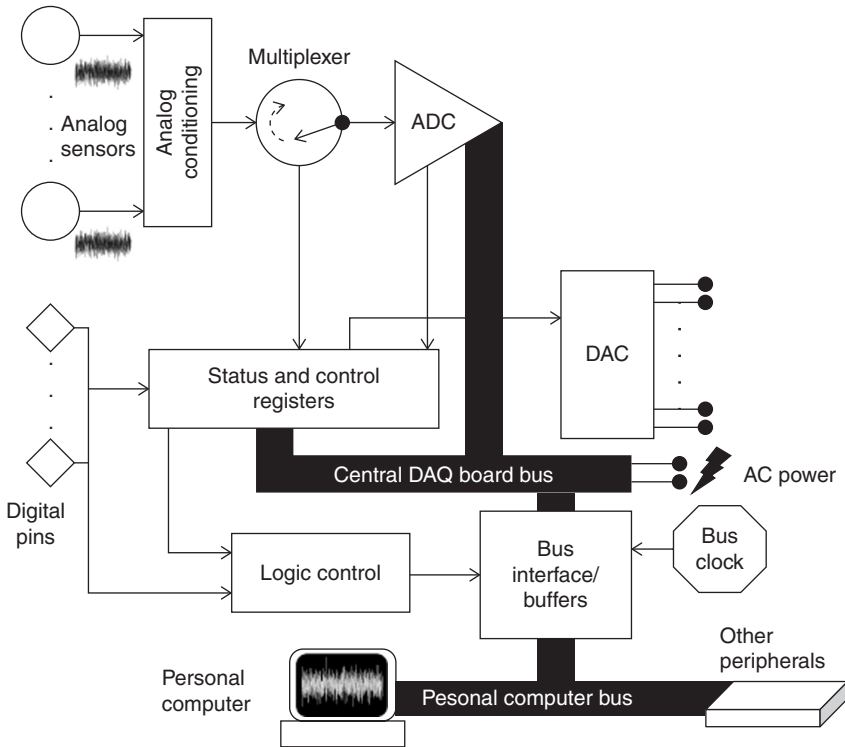 Multiplexer
Analog
sensors
Analog
conditioning
ADC
DAC
Status and control
registers
Central DAQ board bus
AC power
Digital
pins
Logic control
Bus
interface/
buffers
Bus
clock
Personal
computer
Pesonal computer bus
Other
peripherals